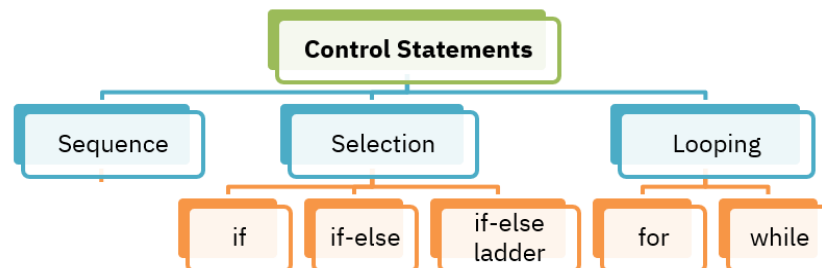 Control Statements
Sequence
Selection
Looping
if
if-else
if-else
ladder
for
while